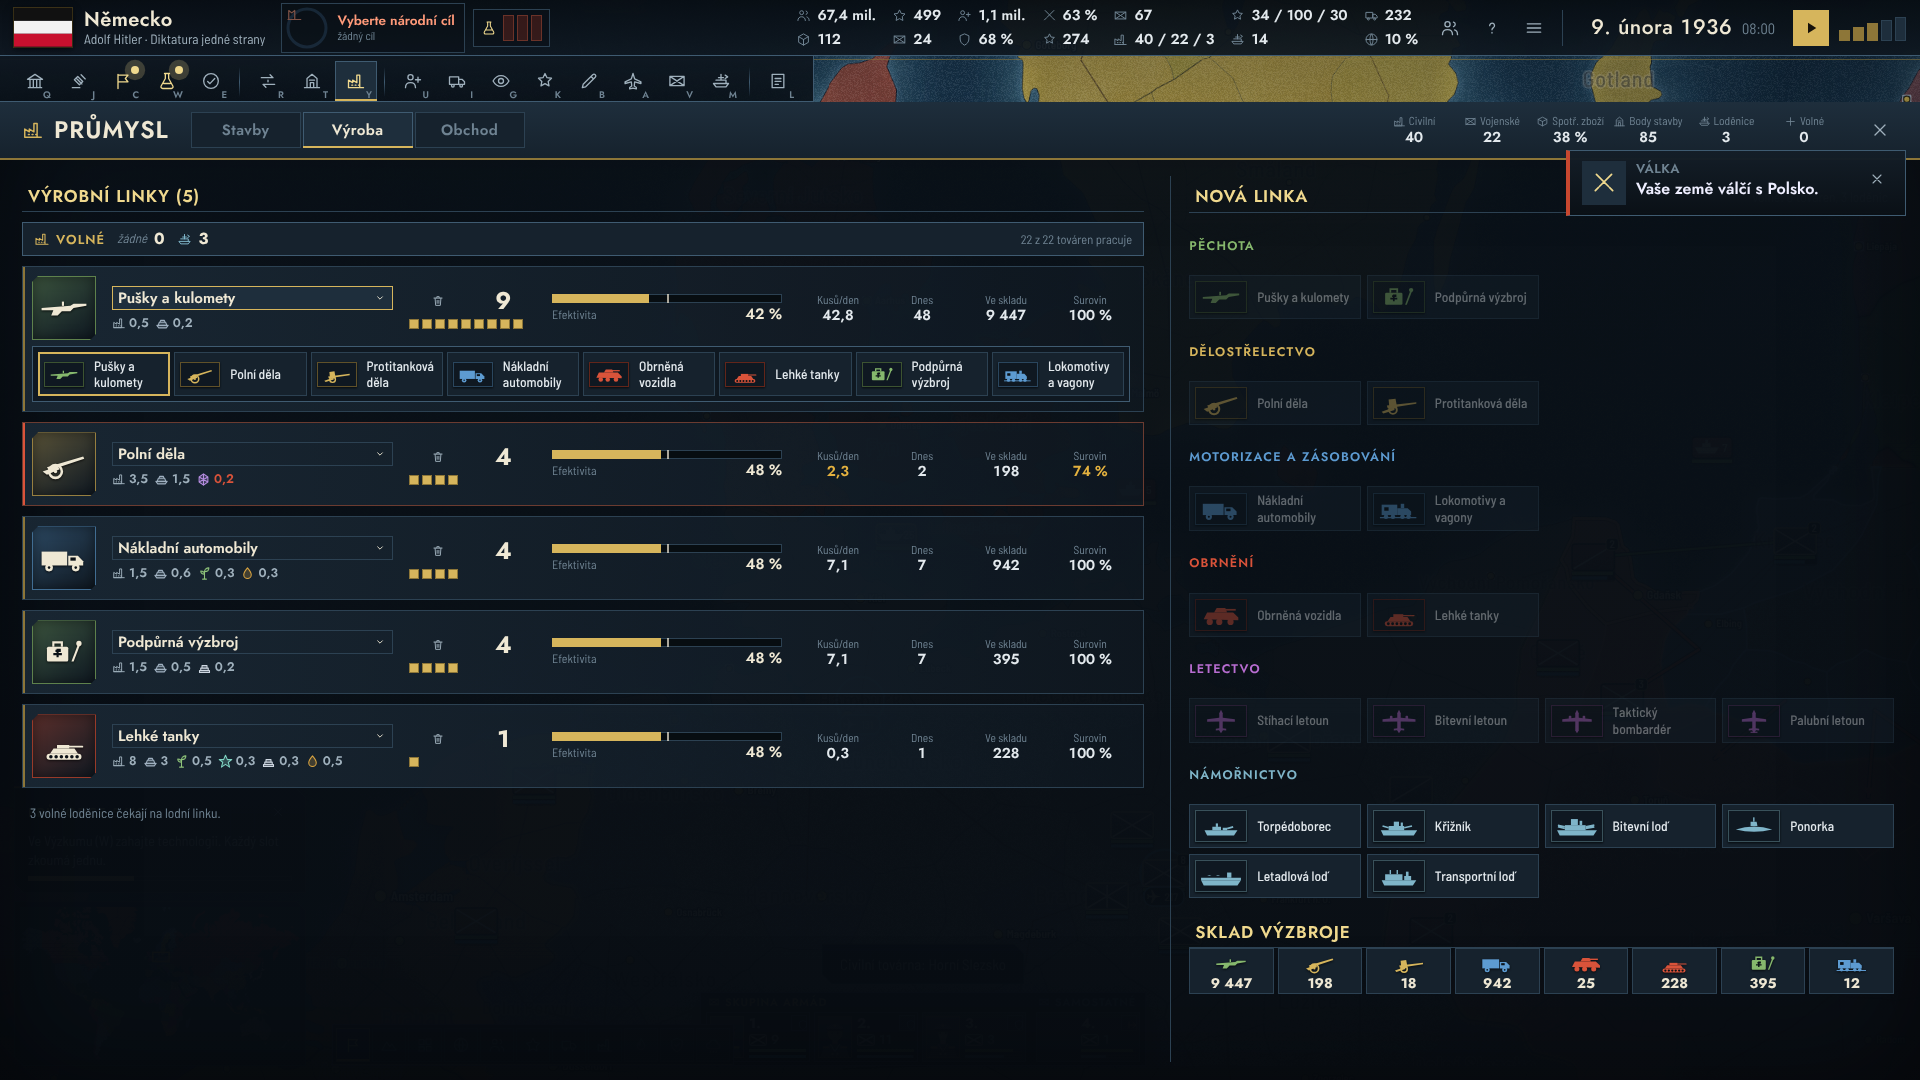 Německo
Adolf Hitler · Diktatura jedné strany
Vyberte národní cíl
žádný cíl
67,4 mil. 499 1,1 mil. 63 % 67 34 / 100 / 30 232
112 24 68 % 274 40 / 22 / 3 14 10 %
9. února 1936 08:00
Q J C W E R T Y U I G K B A V M L
Gotland
PRŮMYSL
Stavby Výroba Obchod
Civilní Vojenské Spotř. zboží Body stavby Loděnice Volné
40 22 38 % 85 3 0
VÁLKA
Vaše země válčí s Polsko.
VÝROBNÍ LINKY (5)
VOLNÉ žádné 0 3 22 z 22 továren pracuje
Pušky a kulomety
0,5 0,2
9
Efektivita 42 %
Kusů/den Dnes Ve skladu Surovin
42,8 48 9 447 100 %
Pušky a kulomety
Polní děla
Protitanková děla
Nákladní automobily
Obrněná vozidla
Lehké tanky
Podpůrná výzbroj
Lokomotivy a vagony
Polní děla
3,5 1,5 0,2
4
Efektivita 48 %
Kusů/den Dnes Ve skladu Surovin
2,3 2 198 74 %
Nákladní automobily
1,5 0,6 0,3 0,3
4
Efektivita 48 %
Kusů/den Dnes Ve skladu Surovin
7,1 7 942 100 %
Podpůrná výzbroj
1,5 0,5 0,2
4
Efektivita 48 %
Kusů/den Dnes Ve skladu Surovin
7,1 7 395 100 %
Lehké tanky
8 3 0,5 0,3 0,3 0,5
1
Efektivita 48 %
Kusů/den Dnes Ve skladu Surovin
0,3 1 228 100 %
3 volné loděnice čekají na lodní linku.
NOVÁ LINKA
PĚCHOTA
Pušky a kulomety Podpůrná výzbroj
DĚLOSTŘELECTVO
Polní děla Protitanková děla
MOTORIZACE A ZÁSOBOVÁNÍ
Nákladní automobily
Lokomotivy a vagony
OBRNĚNÍ
Obrněná vozidla Lehké tanky
LETECTVO
Stíhací letoun Bitevní letoun Taktický bombardér Palubní letoun
NÁMOŘNICTVO
Torpédoborec Křižník Bitevní loď Ponorka
Letadlová loď Transportní loď
SKLAD VÝZBROJE
9 447 198 18 942 25 228 395 12